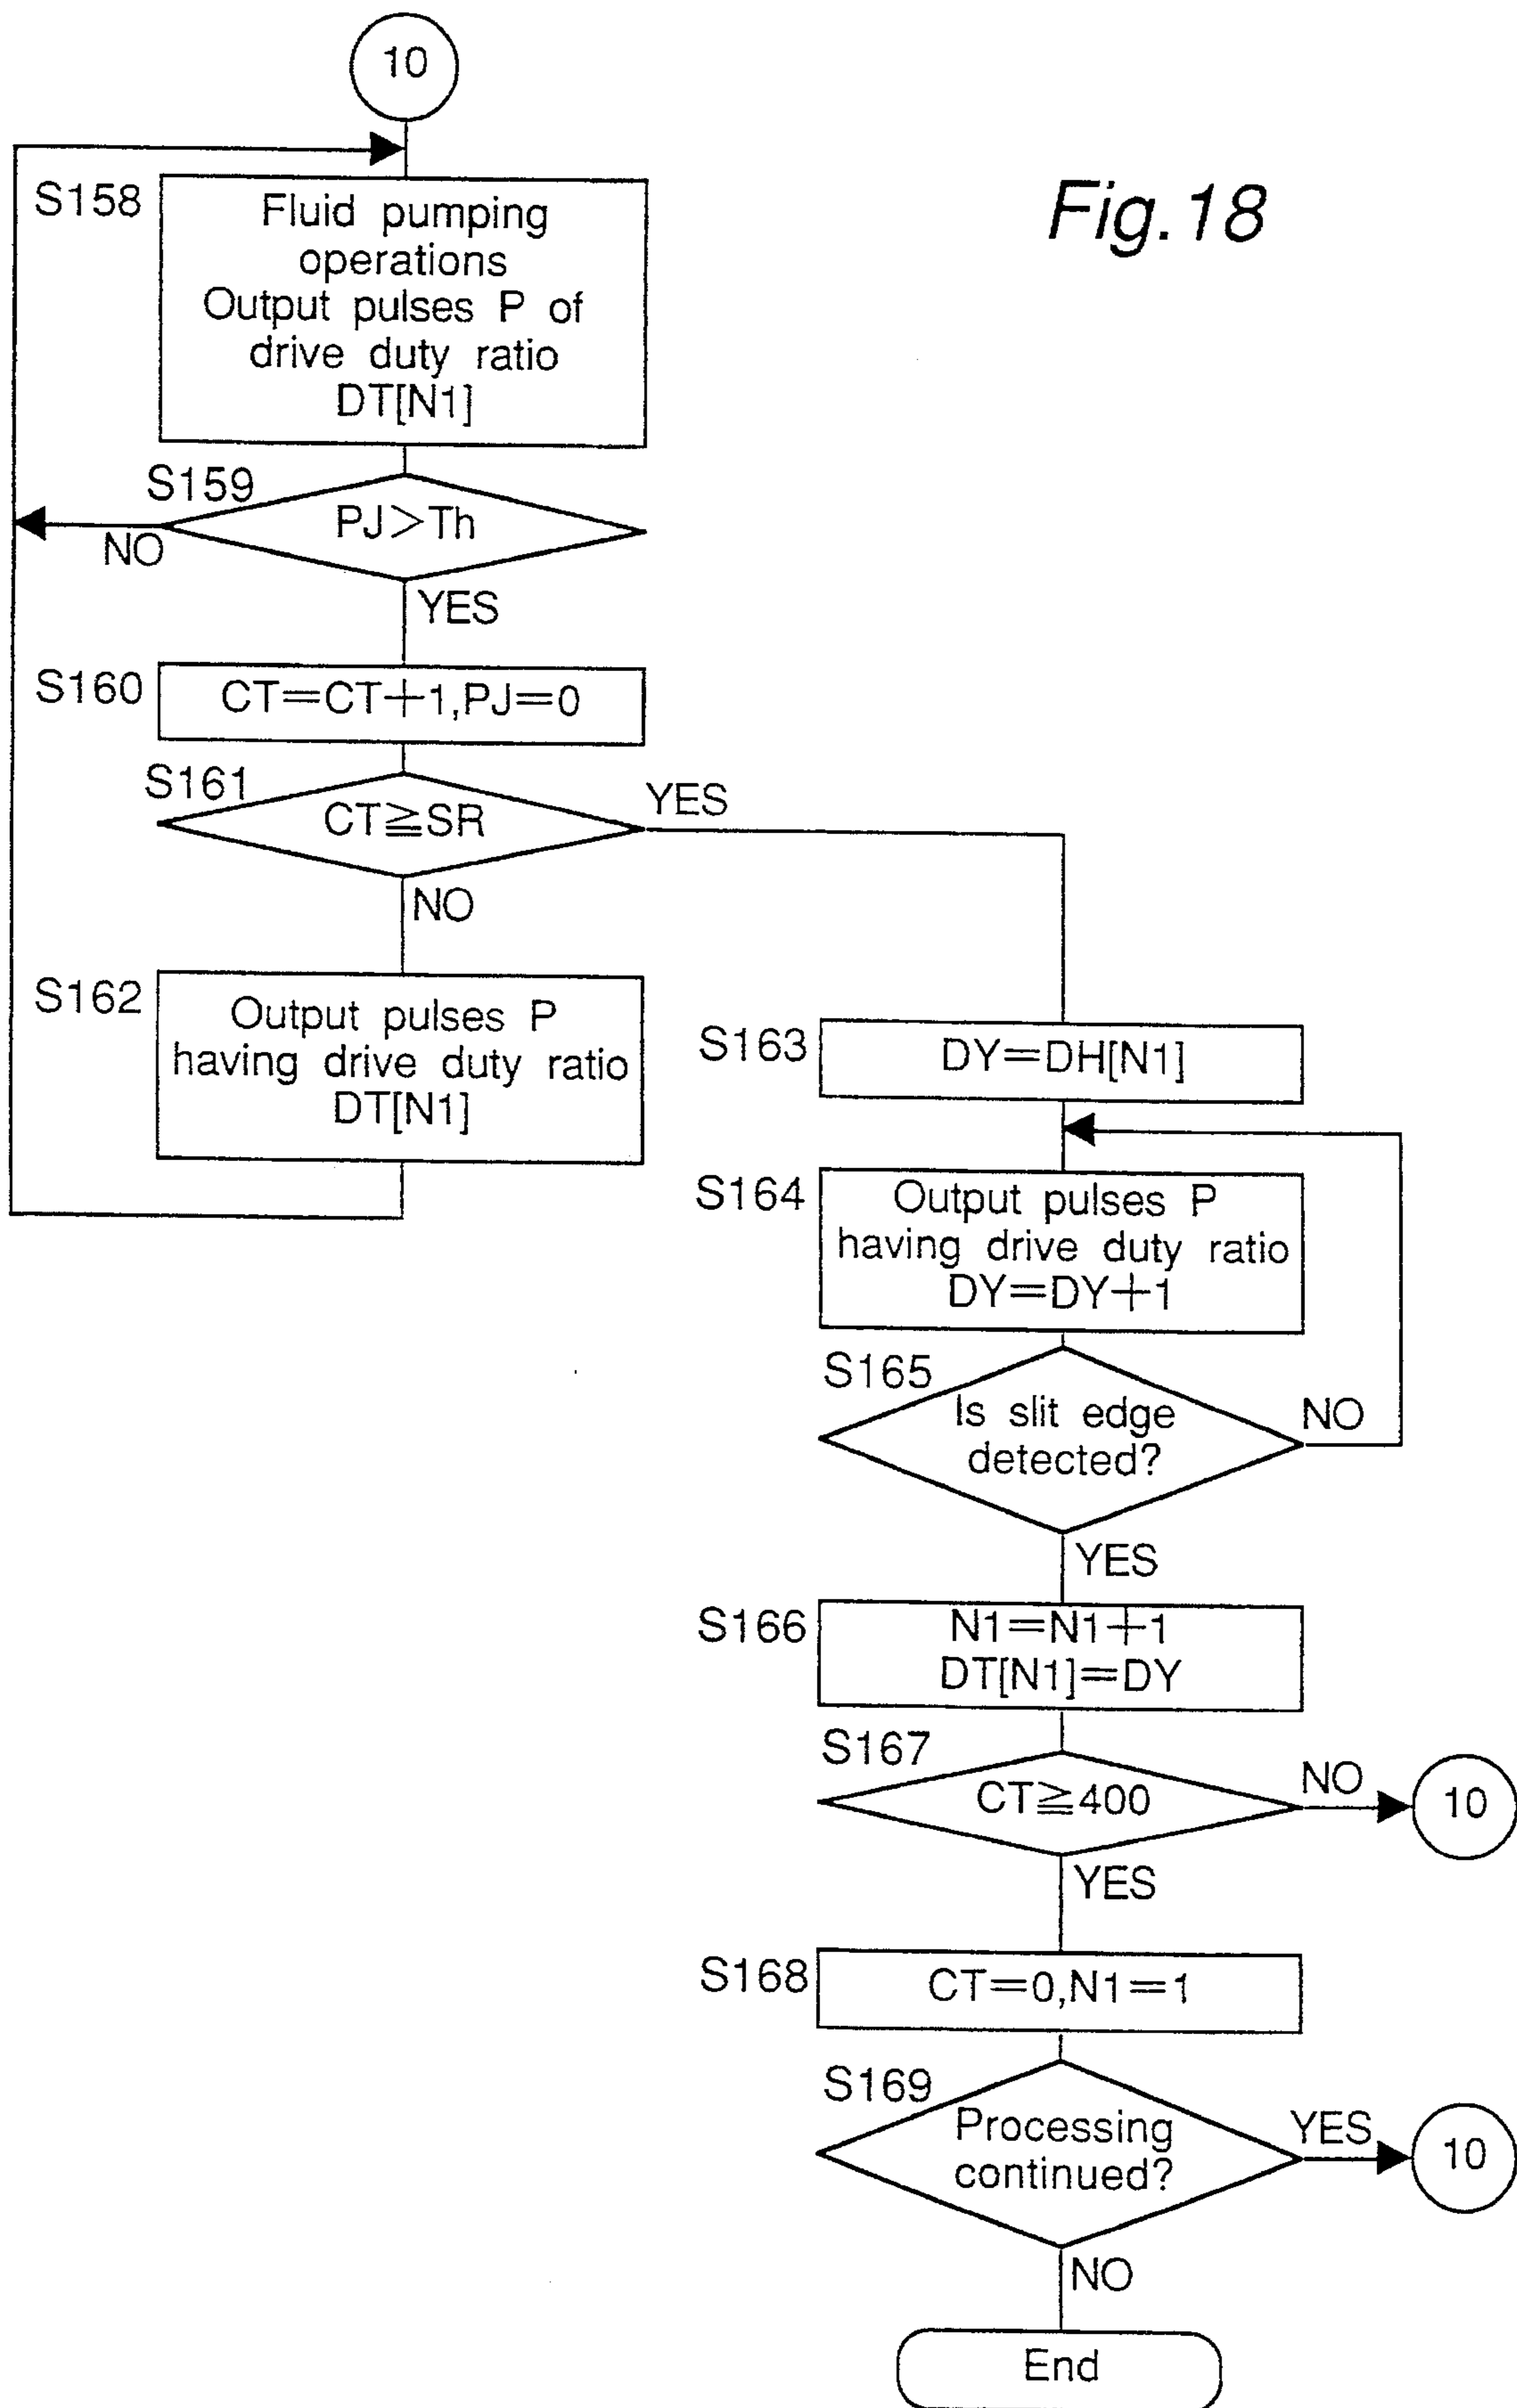 10
Fig.18
S158
Fluid pumping
operations
Output pulses P of
drive duty ratio
DT[N1]
S159
PJ>Th
NO
YES
S160
CT=CT+1,PJ=0
S161
CT≧SR
YES
NO
S162
Output pulses P
having drive duty ratio
DT[N1]
S163
DY=DH[N1]
S164
Output pulses P
having drive duty ratio
DY=DY+1
S165
Is slit edge
detected?
NO
YES
S166
N1=N1+1
DT[N1]=DY
S167
CT≧400
NO
10
YES
S168
CT=0,N1=1
S169
Processing
continued?
YES
10
NO
End